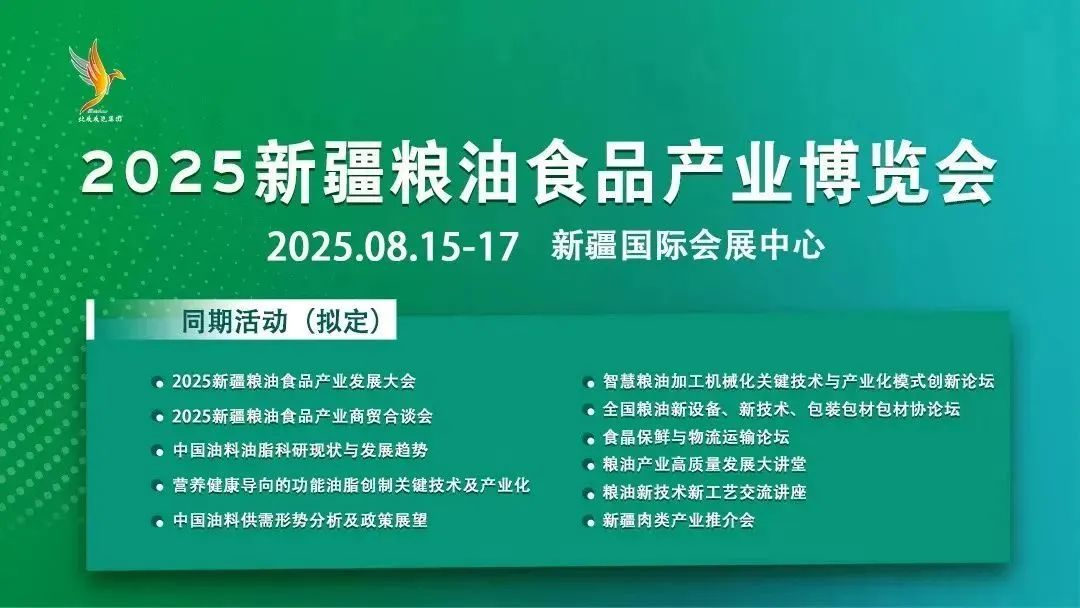 2025新疆粮油食品产业博览会
2025.08.15-17 新疆国际会展中心
同期活动（拟定）
2025新疆粮油食品产业发展大会
2025新疆粮油食品产业商贸合谈会
中国油料油脂科研现状与发展趋势
营养健康导向的功能油脂创制关键技术及产业化
中国油料供需形势分析及政策展望
智慧粮油加工机械化关键技术与产业化模式创新论坛
全国粮油新设备、新技术、包装包材包材协论坛
食晶保鲜与物流运输论坛
粮油产业高质量发展大讲堂
粮油新技术新工艺交流讲座
新疆肉类产业推介会